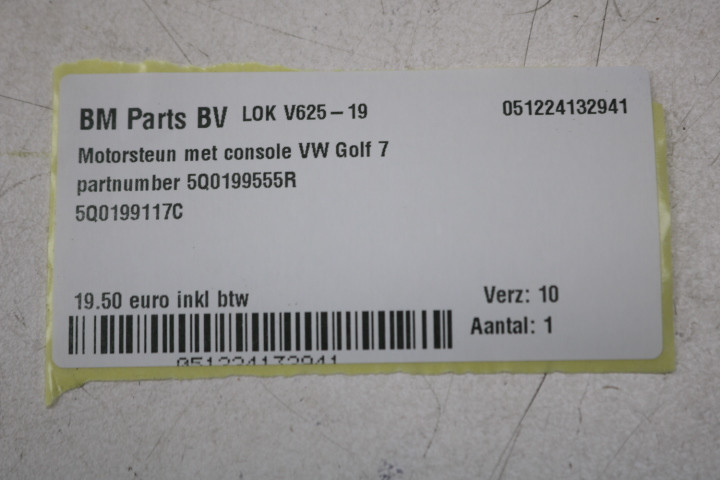 BM Parts BV LOK V625-19 051224132941
Motorsteun met console VW Golf 7
partnumber 5Q0199555R
5Q0199117C
19.50 euro inkl btw Verz: 10
Aantal: 1
051224132941